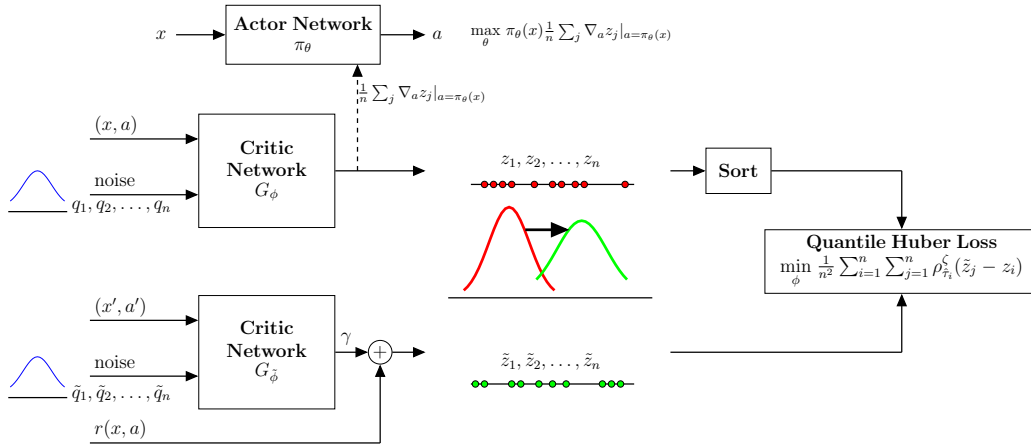 x
Actor Network
π_θ
a
max_θ π_θ(x) 1/n ∑_j ∇_a z_j|_{a=π_θ(x)}
1/n ∑_j ∇_a z_j|_{a=π_θ(x)}
(x, a)
noise
q_1, q_2, . . . , q_n
Critic
Network
G_ϕ
z_1, z_2, . . . , z_n
Sort
Quantile Huber Loss
min_ϕ 1/n² ∑_{i=1}^n ∑_{j=1}^n ρ^ζ_{τ̂_i}(z̃_j − z_i)
(x′, a′)
noise
q̃_1, q̃_2, . . . , q̃_n
Critic
Network
G_ϕ̃
γ
+
z̃_1, z̃_2, . . . , z̃_n
r(x, a)